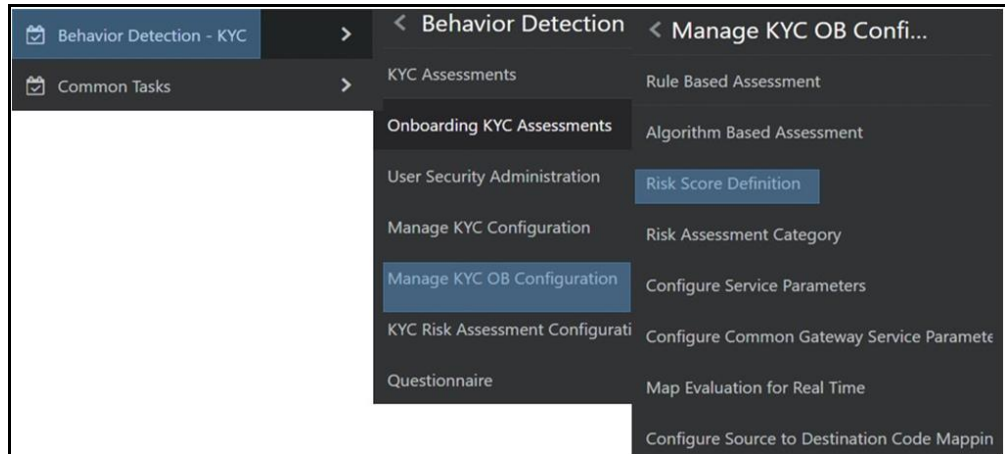 Behavior Detection - KYC
Common Tasks
Behavior Detection
KYC Assessments
Onboarding KYC Assessments
User Security Administration
Manage KYC Configuration
Manage KYC OB Configuration
KYC Risk Assessment Configurati
Questionnaire
Manage KYC OB Confi...
Rule Based Assessment
Algorithm Based Assessment
Risk Score Definition
Risk Assessment Category
Configure Service Parameters
Configure Common Gateway Service Paramete
Map Evaluation for Real Time
Configure Source to Destination Code Mappin